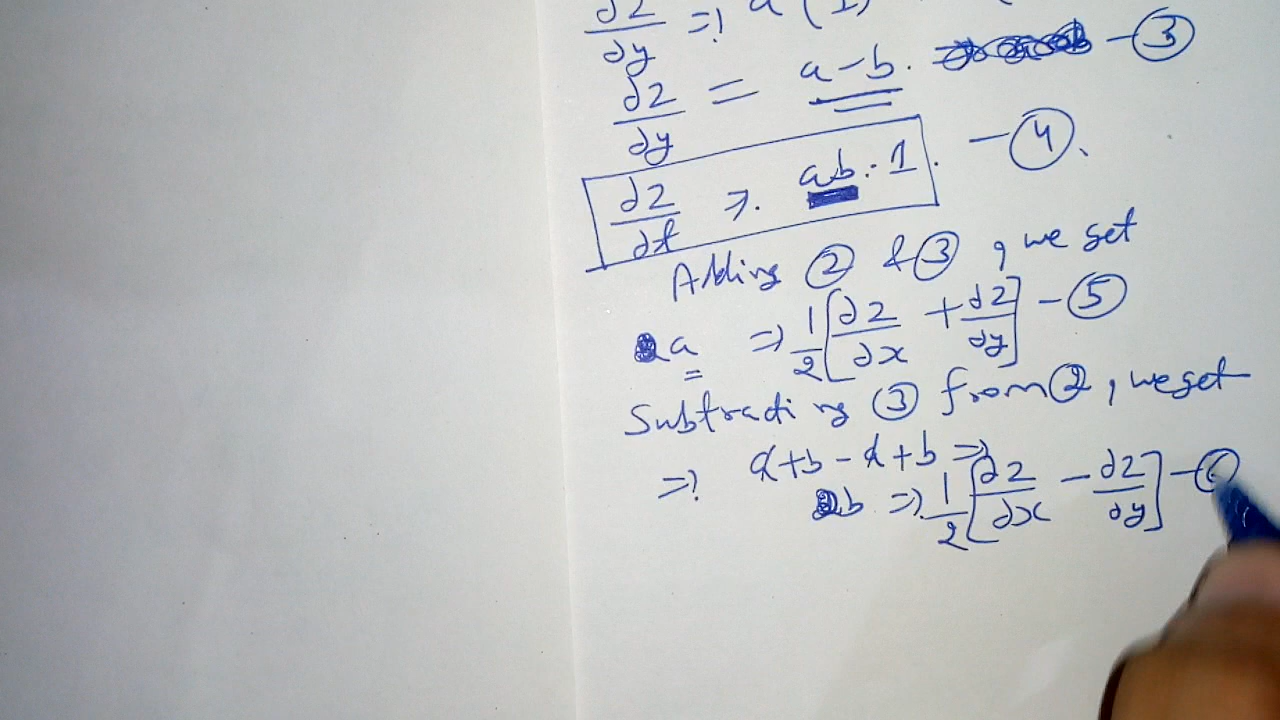 ∂z/∂y => a(1)
∂z/∂y = a-b. -③
∂z/∂t => ab.1. -④
Adding ② & ③, we get
a => 1/2[∂z/∂x + ∂z/∂y] -⑤
Subtracting ③ from ②, we get
=> a+b-a+b =>
b => 1/2[∂z/∂x - ∂z/∂y] -⑥